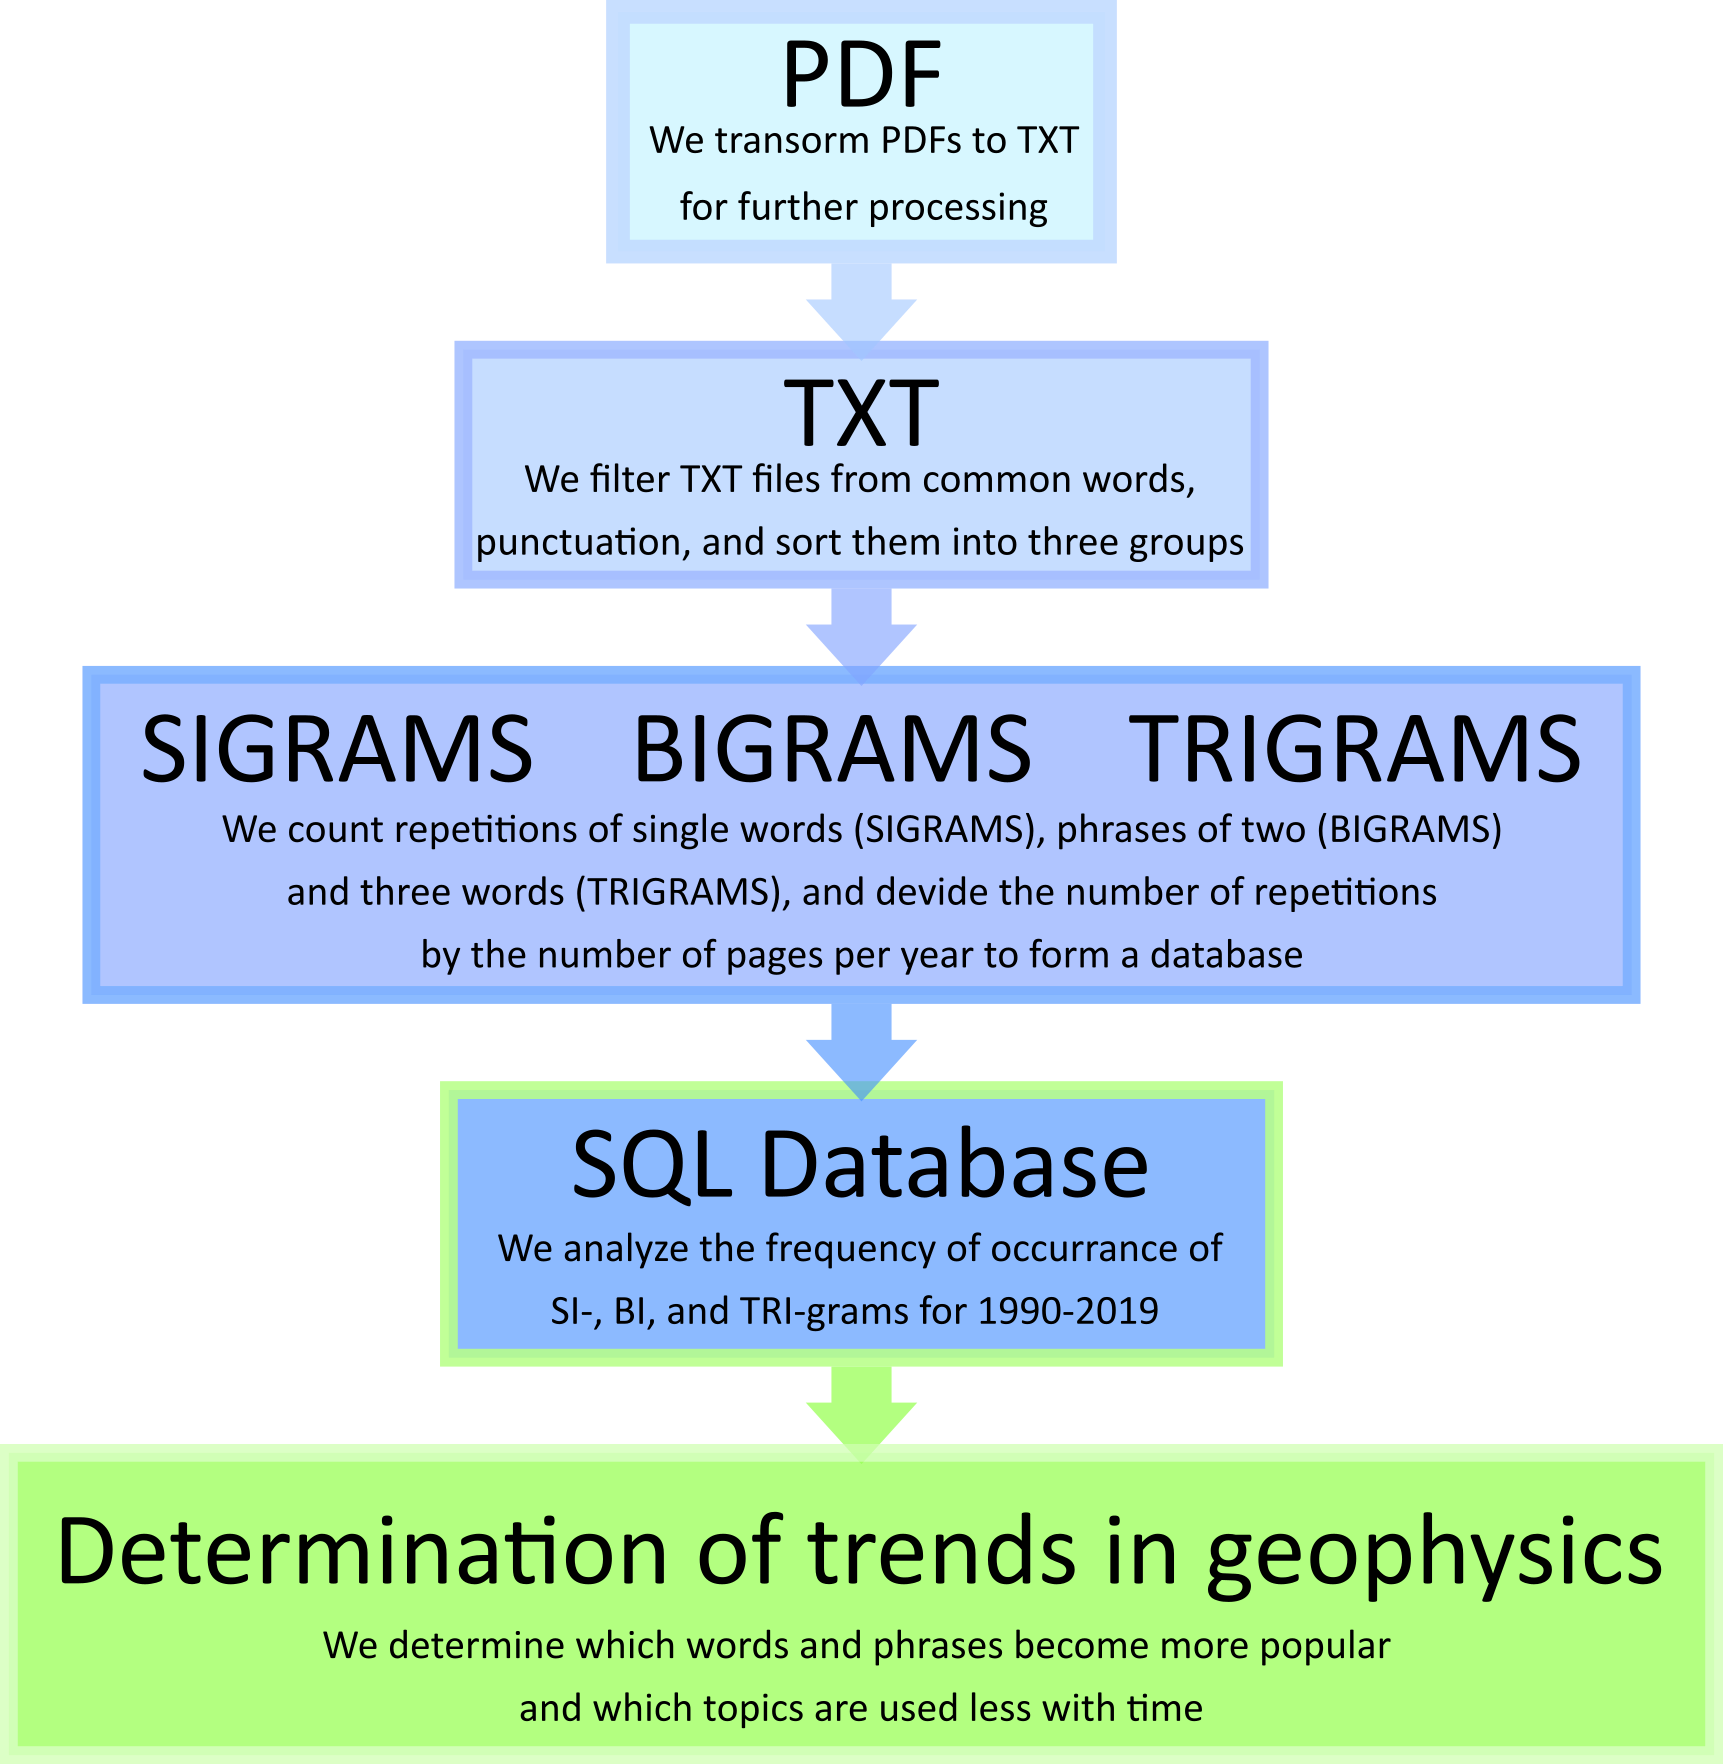 PDF
We transorm PDFs to TXT
for further processing
TXT
We filter TXT files from common words,
punctuation, and sort them into three groups
SIGRAMS BIGRAMS TRIGRAMS
We count repetitions of single words (SIGRAMS), phrases of two (BIGRAMS)
and three words (TRIGRAMS), and devide the number of repetitions
by the number of pages per year to form a database
SQL Database
We analyze the frequency of occurrance of
SI-, BI, and TRI-grams for 1990-2019
Determination of trends in geophysics
We determine which words and phrases become more popular
and which topics are used less with time